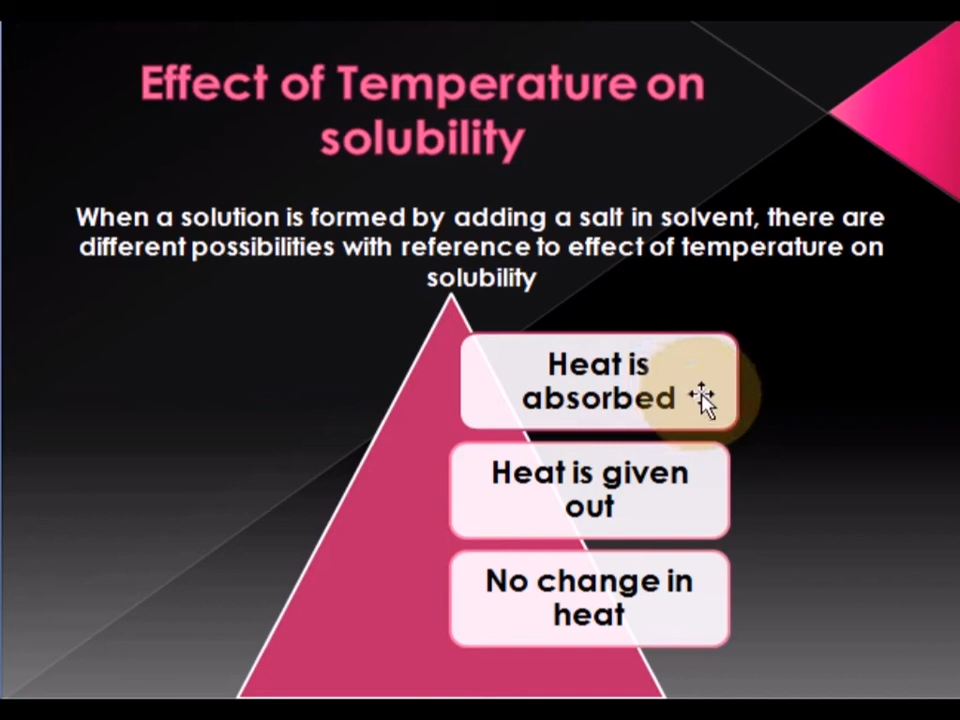 Effect of Temperature on
solubility
When a solution is formed by adding a salt in solvent, there are
different possibilities with reference to effect of temperature on
solubility
Heat is
absorbed
Heat is given
out
No change in
heat